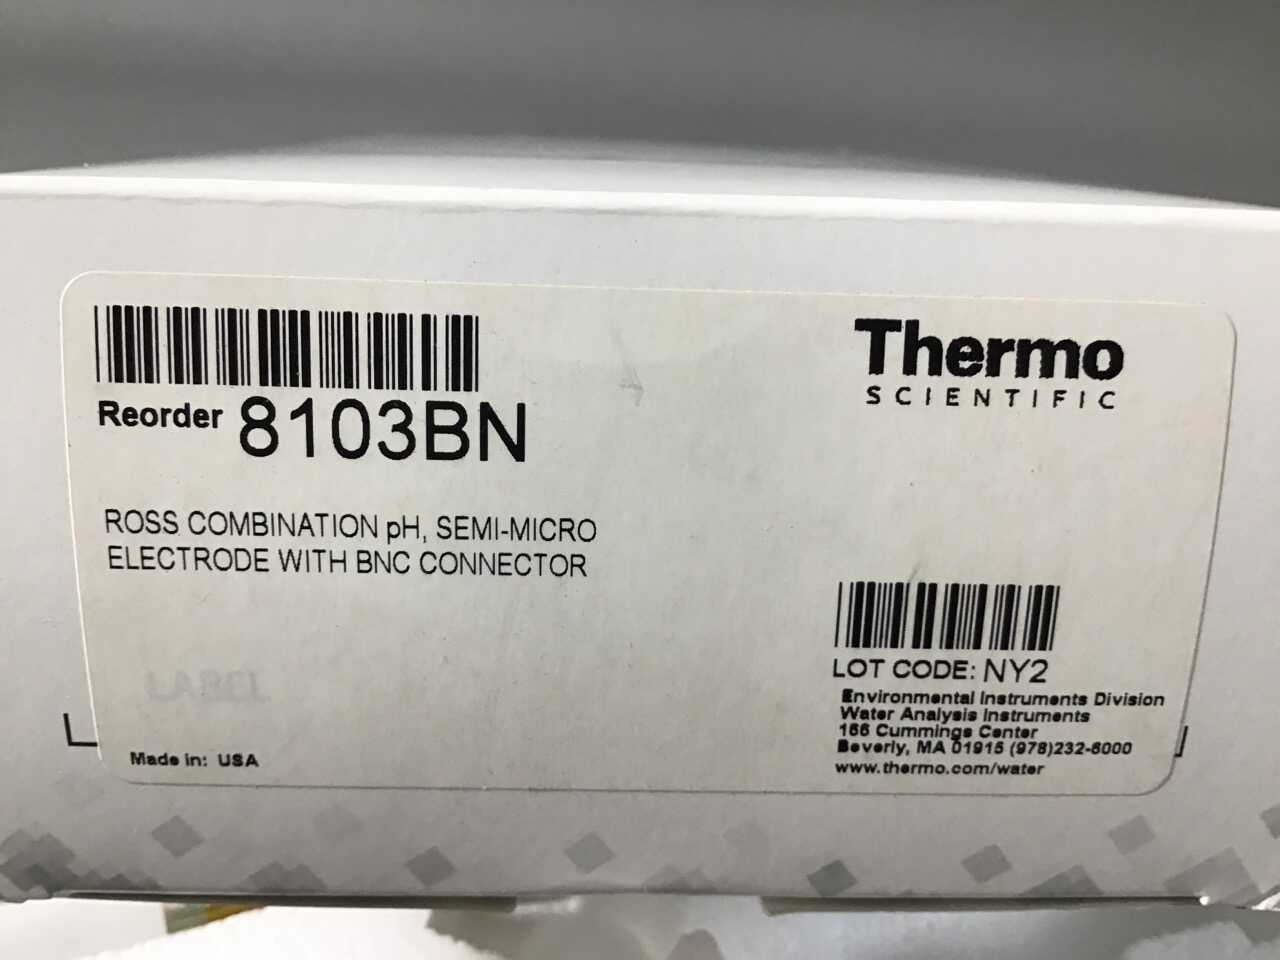 Reorder 8103BN
Thermo
SCIENTIFIC
ROSS COMBINATION pH, SEMI-MICRO
ELECTRODE WITH BNC CONNECTOR
LABEL
Made in: USA
LOT CODE: NY2
Environmental Instruments Division
Water Analysis Instruments
166 Cummings Center
Beverly, MA 01915 (978)232-6000
www.thermo.com/water